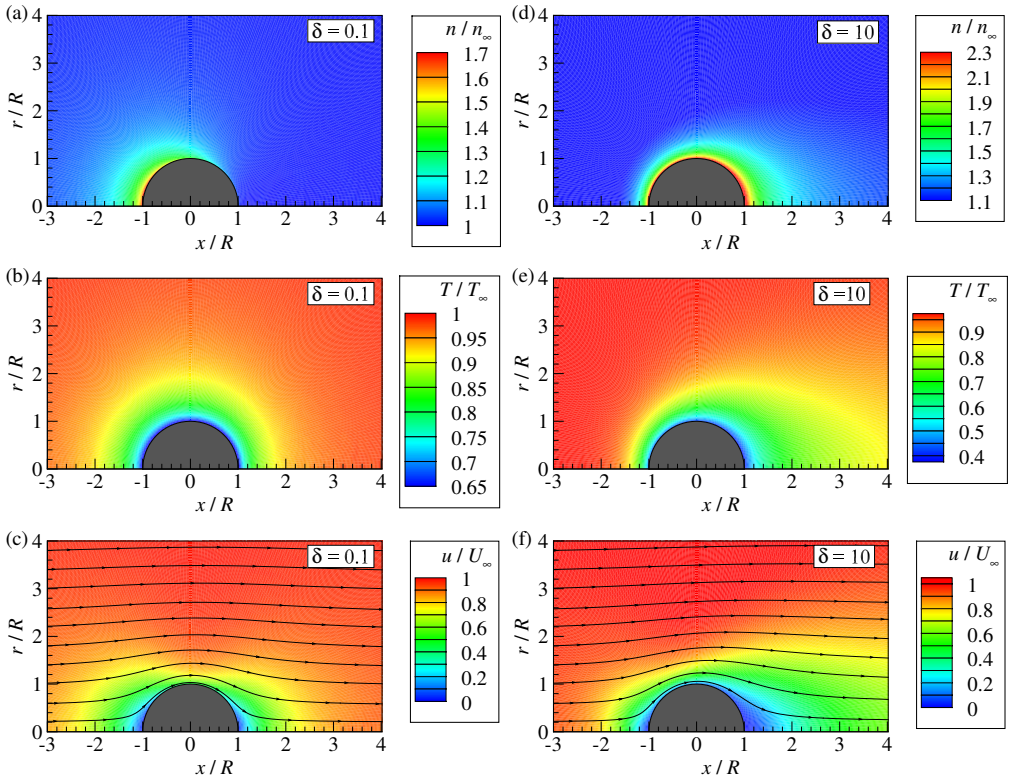 (a)
δ = 0.1
r / R
4
3
2
1
0
-3 -2 -1 0 1 2 3 4
x / R
n / n∞
1.7
1.6
1.5
1.4
1.3
1.2
1.1
1
(d)
δ = 10
r / R
4
3
2
1
0
-3 -2 -1 0 1 2 3 4
x / R
n / n∞
2.3
2.1
1.9
1.7
1.5
1.3
1.1
(b)
δ = 0.1
r / R
4
3
2
1
0
-3 -2 -1 0 1 2 3 4
x / R
T / T∞
1
0.95
0.9
0.85
0.8
0.75
0.7
0.65
(e)
δ =10
r / R
4
3
2
1
0
-3 -2 -1 0 1 2 3 4
x / R
T / T∞
0.9
0.8
0.7
0.6
0.5
0.4
(c)
δ = 0.1
r / R
4
3
2
1
0
-3 -2 -1 0 1 2 3 4
x / R
u / U∞
1
0.8
0.6
0.4
0.2
0
(f)
δ = 10
r / R
4
3
2
1
0
-3 -2 -1 0 1 2 3 4
x / R
u / U∞
1
0.8
0.6
0.4
0.2
0